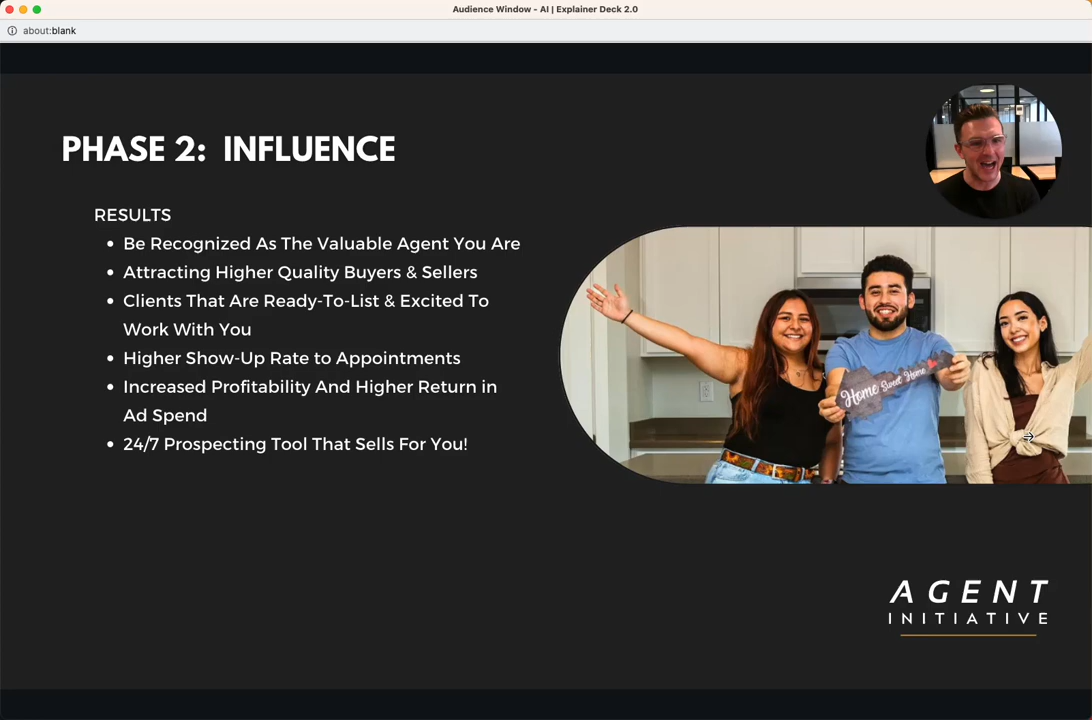 Audience Window - AI | Explainer Deck 2.0
about:blank
PHASE 2: INFLUENCE
RESULTS
• Be Recognized As The Valuable Agent You Are
• Attracting Higher Quality Buyers & Sellers
• Clients That Are Ready-To-List & Excited To
Work With You
• Higher Show-Up Rate to Appointments
• Increased Profitability And Higher Return in
Ad Spend
• 24/7 Prospecting Tool That Sells For You!
Home Sweet Home
AGENT
INITIATIVE